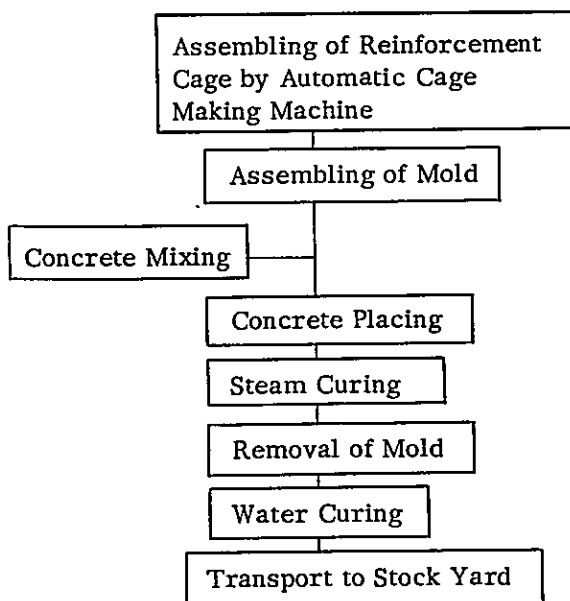 Assembling of Reinforcement
Cage by Automatic Cage
Making Machine
Assembling of Mold
Concrete Mixing
Concrete Placing
Steam Curing
Removal of Mold
Water Curing
Transport to Stock Yard